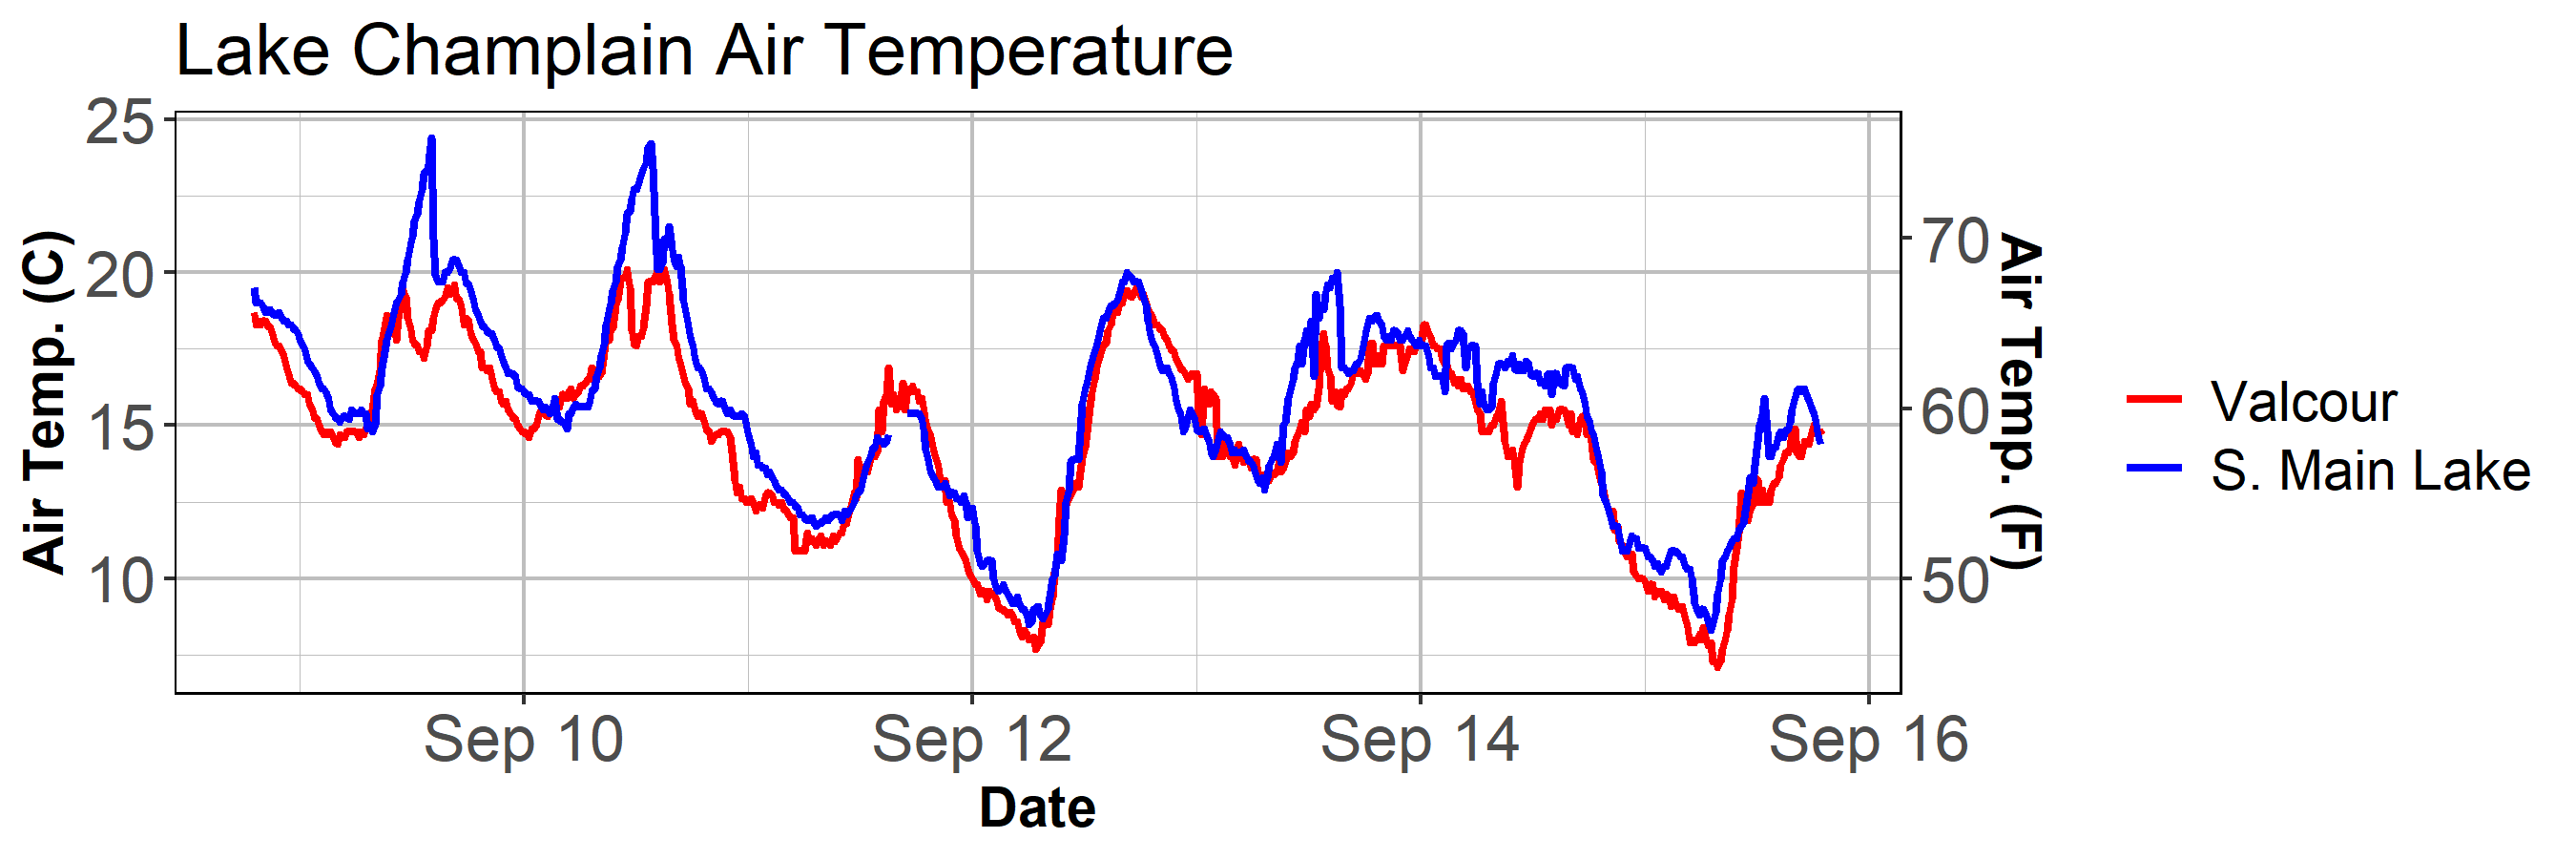 Lake Champlain Air Temperature
Air Temp. (C)
25
20
15
10
70
60
50
Air Temp. (F)
Sep 10
Sep 12
Sep 14
Sep 16
Date
Valcour
S. Main Lake